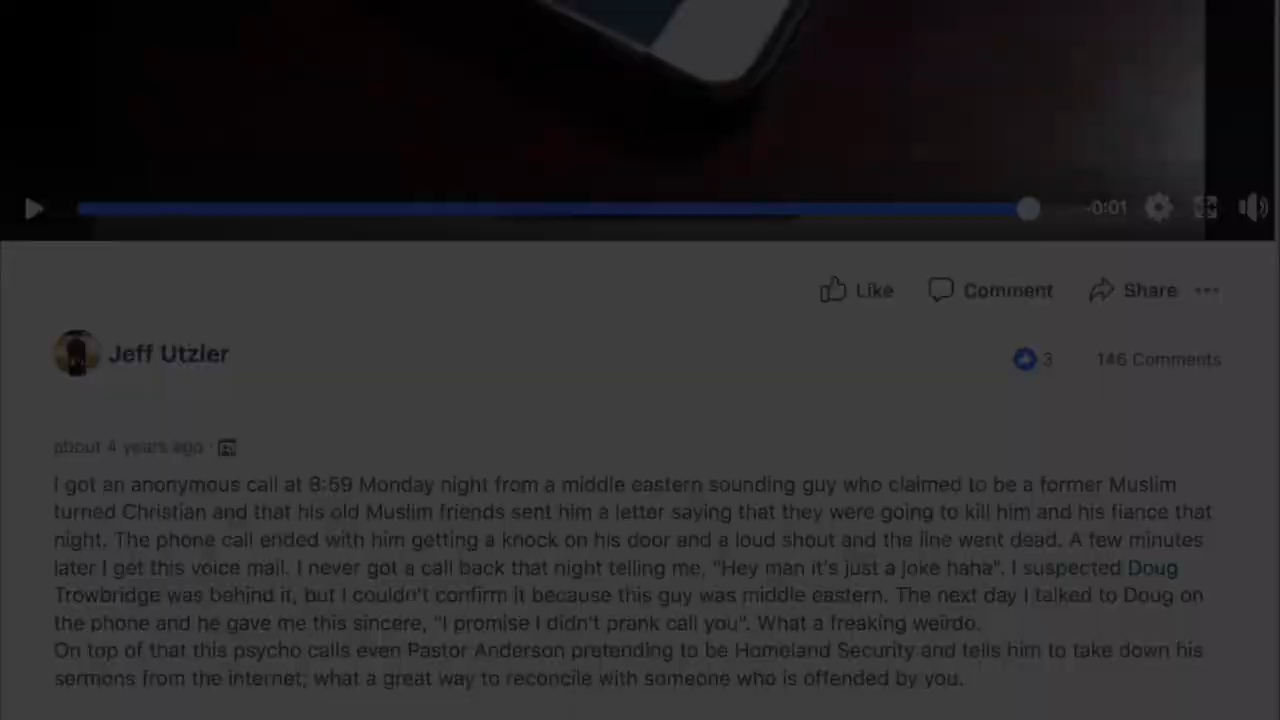 -0:01
Like Comment Share
Jeff Utzler
3 146 Comments
about 4 years ago ·
I got an anonymous call at 8:59 Monday night from a middle eastern sounding guy who claimed to be a former Muslim
turned Christian and that his old Muslim friends sent him a letter saying that they were going to kill him and his fiance that
night. The phone call ended with him getting a knock on his door and a loud shout and the line went dead. A few minutes
later I get this voice mail. I never got a call back that night telling me, "Hey man it's just a joke haha". I suspected Doug
Trowbridge was behind it, but I couldn't confirm it because this guy was middle eastern. The next day I talked to Doug on
the phone and he gave me this sincere, "I promise I didn't prank call you". What a freaking weirdo.
On top of that this psycho calls even Pastor Anderson pretending to be Homeland Security and tells him to take down his
sermons from the internet; what a great way to reconcile with someone who is offended by you.